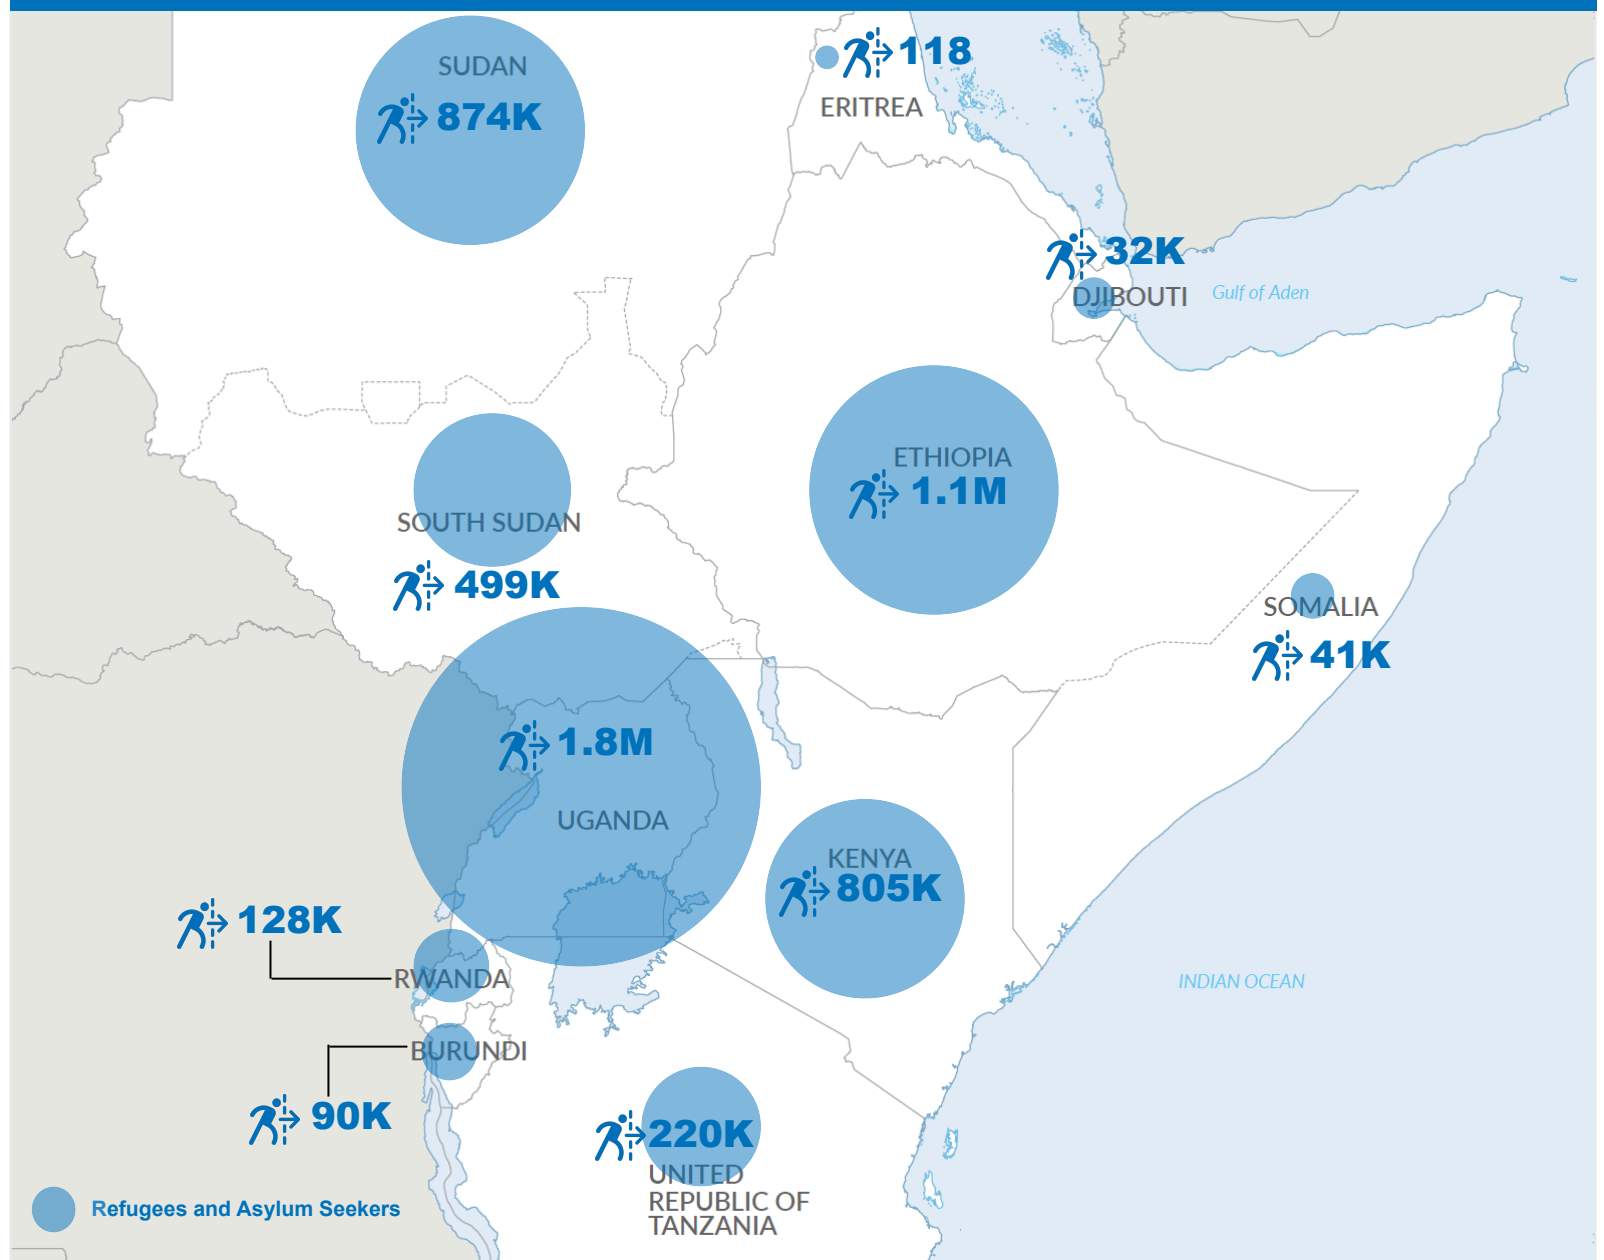 SUDAN
874K
118
ERITREA
32K
DJIBOUTI
Gulf of Aden
ETHIOPIA
1.1M
SOUTH SUDAN
499K
SOMALIA
41K
1.8M
UGANDA
KENYA
805K
128K
RWANDA
INDIAN OCEAN
BURUNDI
90K
220K
UNITED
REPUBLIC OF
TANZANIA
Refugees and Asylum Seekers